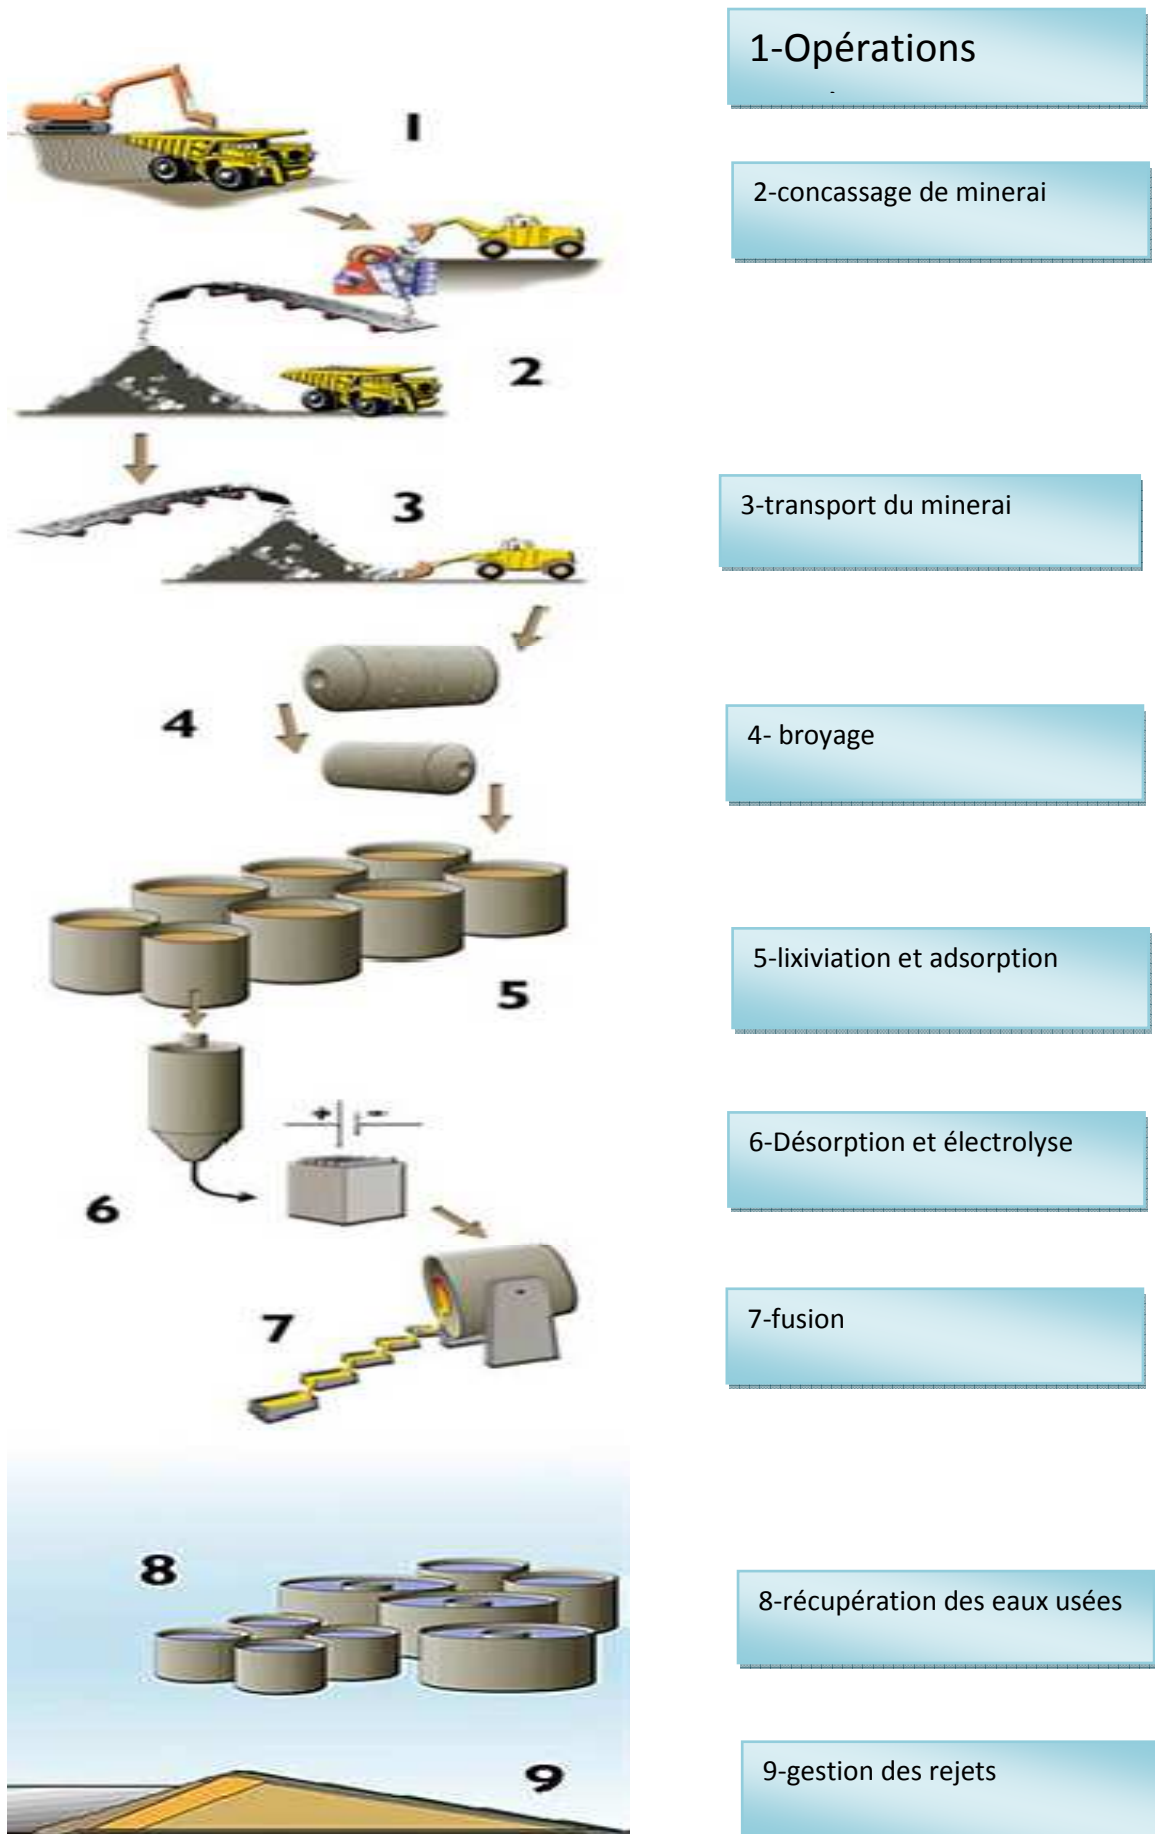 1-Opérations
1
2-concassage de minerai
2
3-transport du minerai
3
4- broyage
4
5-lixiviation et adsorption
5
6-Désorption et électrolyse
+ -
6
7-fusion
7
8-récupération des eaux usées
8
9-gestion des rejets
9